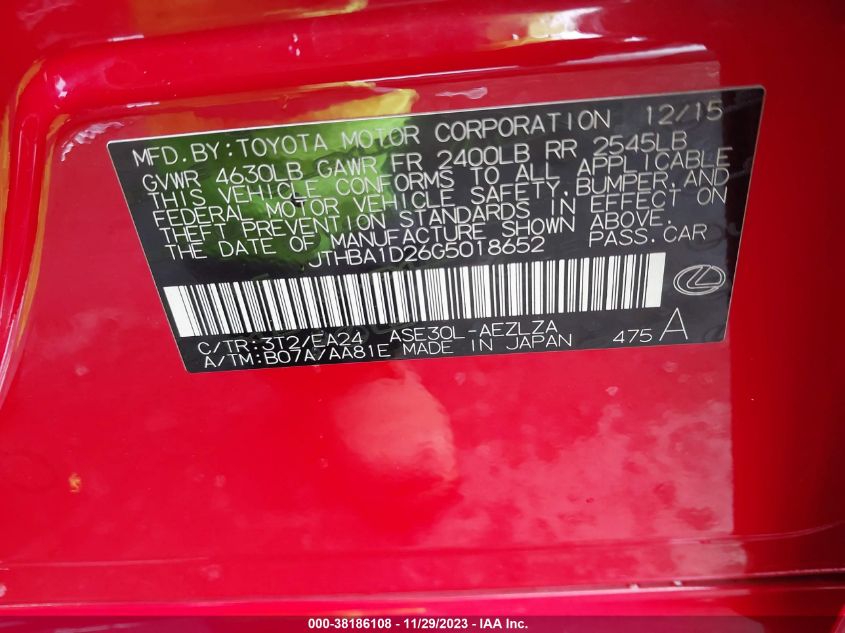 MFD.BY:TOYOTA MOTOR CORPORATION 12/15
GVWR 4630LB GAWR FR 2400LB RR 2545LB
THIS VEHICLE CONFORMS TO ALL APPLICABLE
FEDERAL MOTOR VEHICLE SAFETY,BUMPER,AND
THEFT PREVENTION STANDARDS IN EFFECT ON
THE DATE OF MANUFACTURE SHOWN ABOVE.
JTHBA1D26G5018652 PASS.CAR
C/TR:3T2/EA24 ASE30L-AEZLZA
A/TM:B07A/AA81E MADE IN JAPAN 475 A
000-38186108 - 11/29/2023 - IAA Inc.